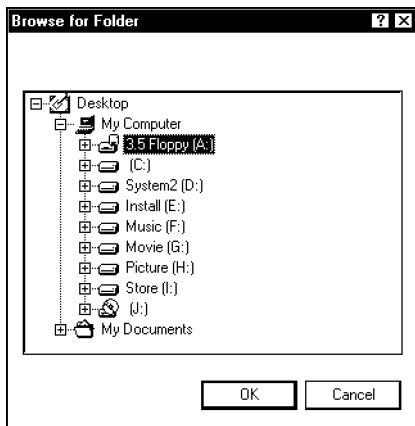 Browse for Folder
Desktop
My Computer
3.5 Floppy (A:)
(C:)
System2 (D:)
Install (E:)
Music (F:)
Movie (G:)
Picture (H:)
Store (I:)
(J:)
My Documents
OK Cancel